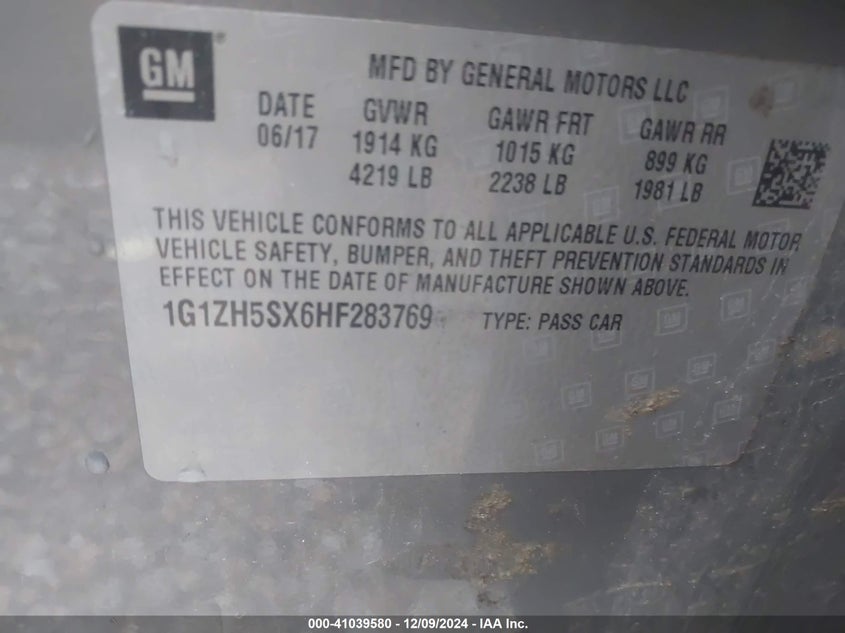 GM
MFD BY GENERAL MOTORS LLC
DATE GVWR GAWR FRT GAWR RR
06/17 1914 KG 1015 KG 899 KG
4219 LB 2238 LB 1981 LB
THIS VEHICLE CONFORMS TO ALL APPLICABLE U.S. FEDERAL MOTOR
VEHICLE SAFETY, BUMPER, AND THEFT PREVENTION STANDARDS IN
EFFECT ON THE DATE OF MANUFACTURE SHOWN ABOVE.
1G1ZH5SX6HF283769 TYPE: PASS CAR
000-41039580 - 12/09/2024 - IAA Inc.